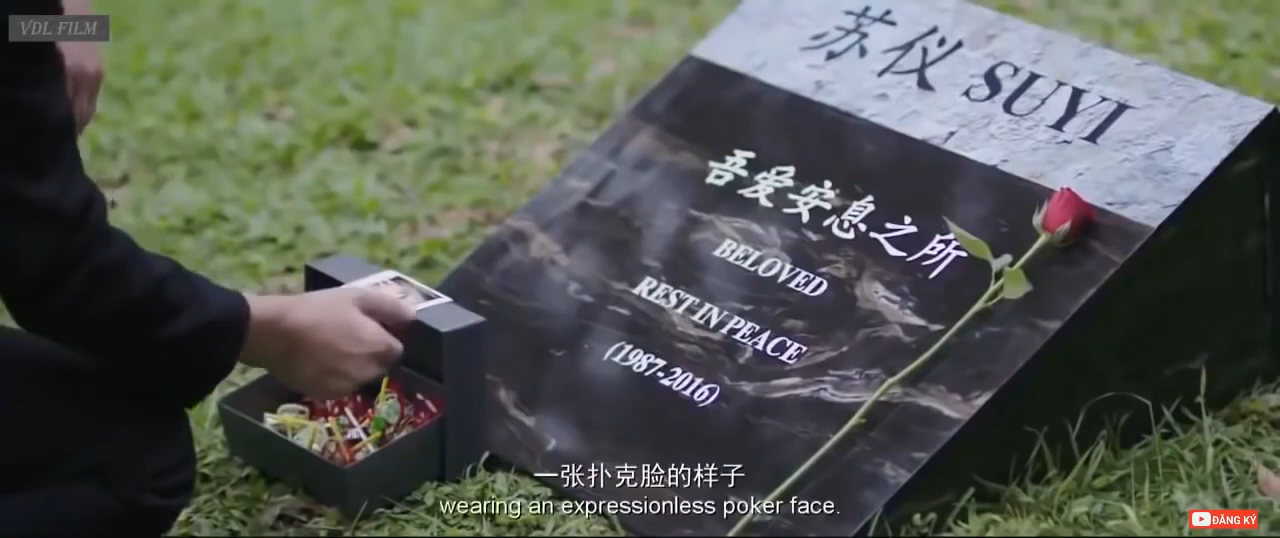 VDL FILM
苏仪 SUYI
吾爱安息之所
BELOVED
REST IN PEACE
(1987-2016)
一张扑克脸的样子
wearing an expressionless poker face.
ĐĂNG KÝ